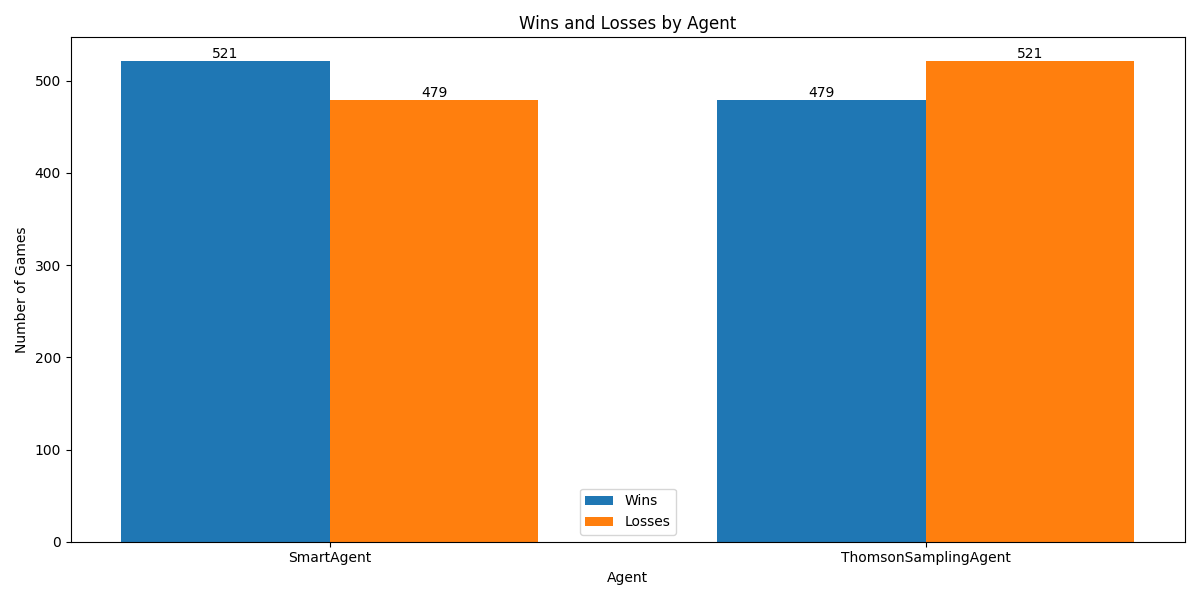 Wins and Losses by Agent
521
479
479
521
500
400
300
200
100
0
Number of Games
Wins
Losses
SmartAgent
ThomsonSamplingAgent
Agent